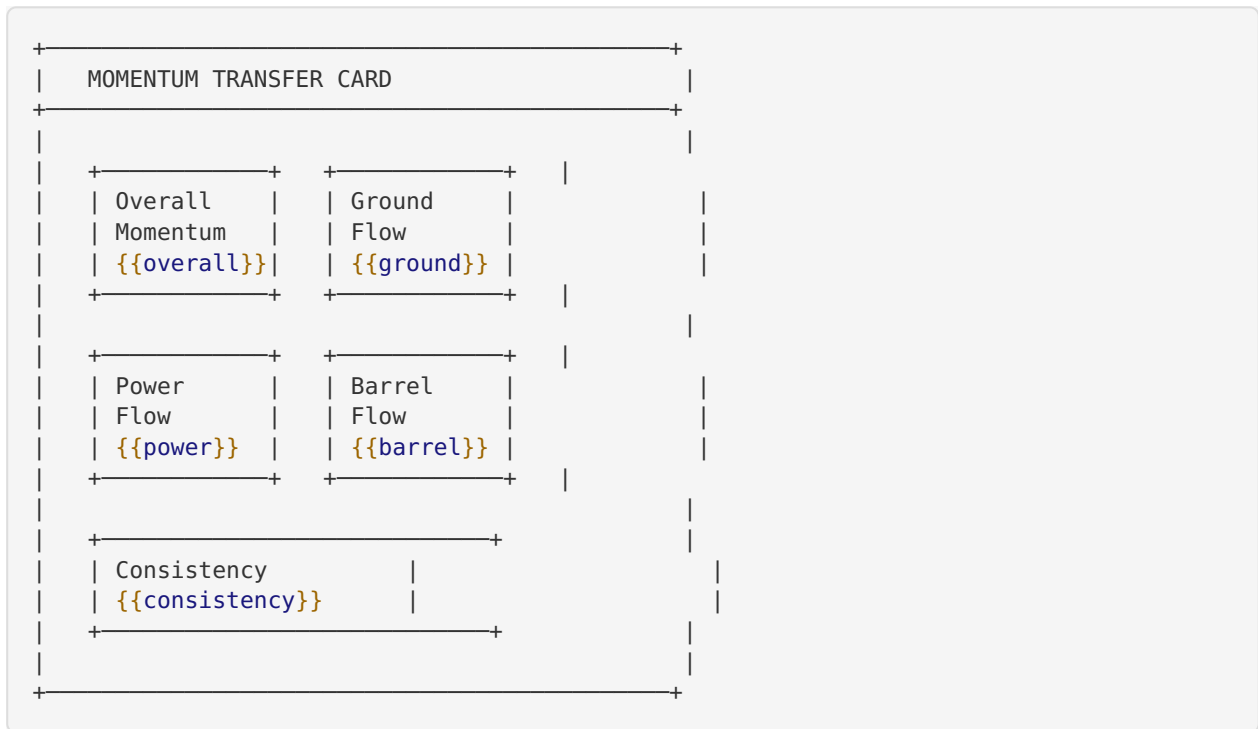 MOMENTUM TRANSFER CARD
Overall Ground
Momentum Flow
{{overall}} {{ground}}
Power Barrel
Flow Flow
{{power}} {{barrel}}
Consistency
{{consistency}}